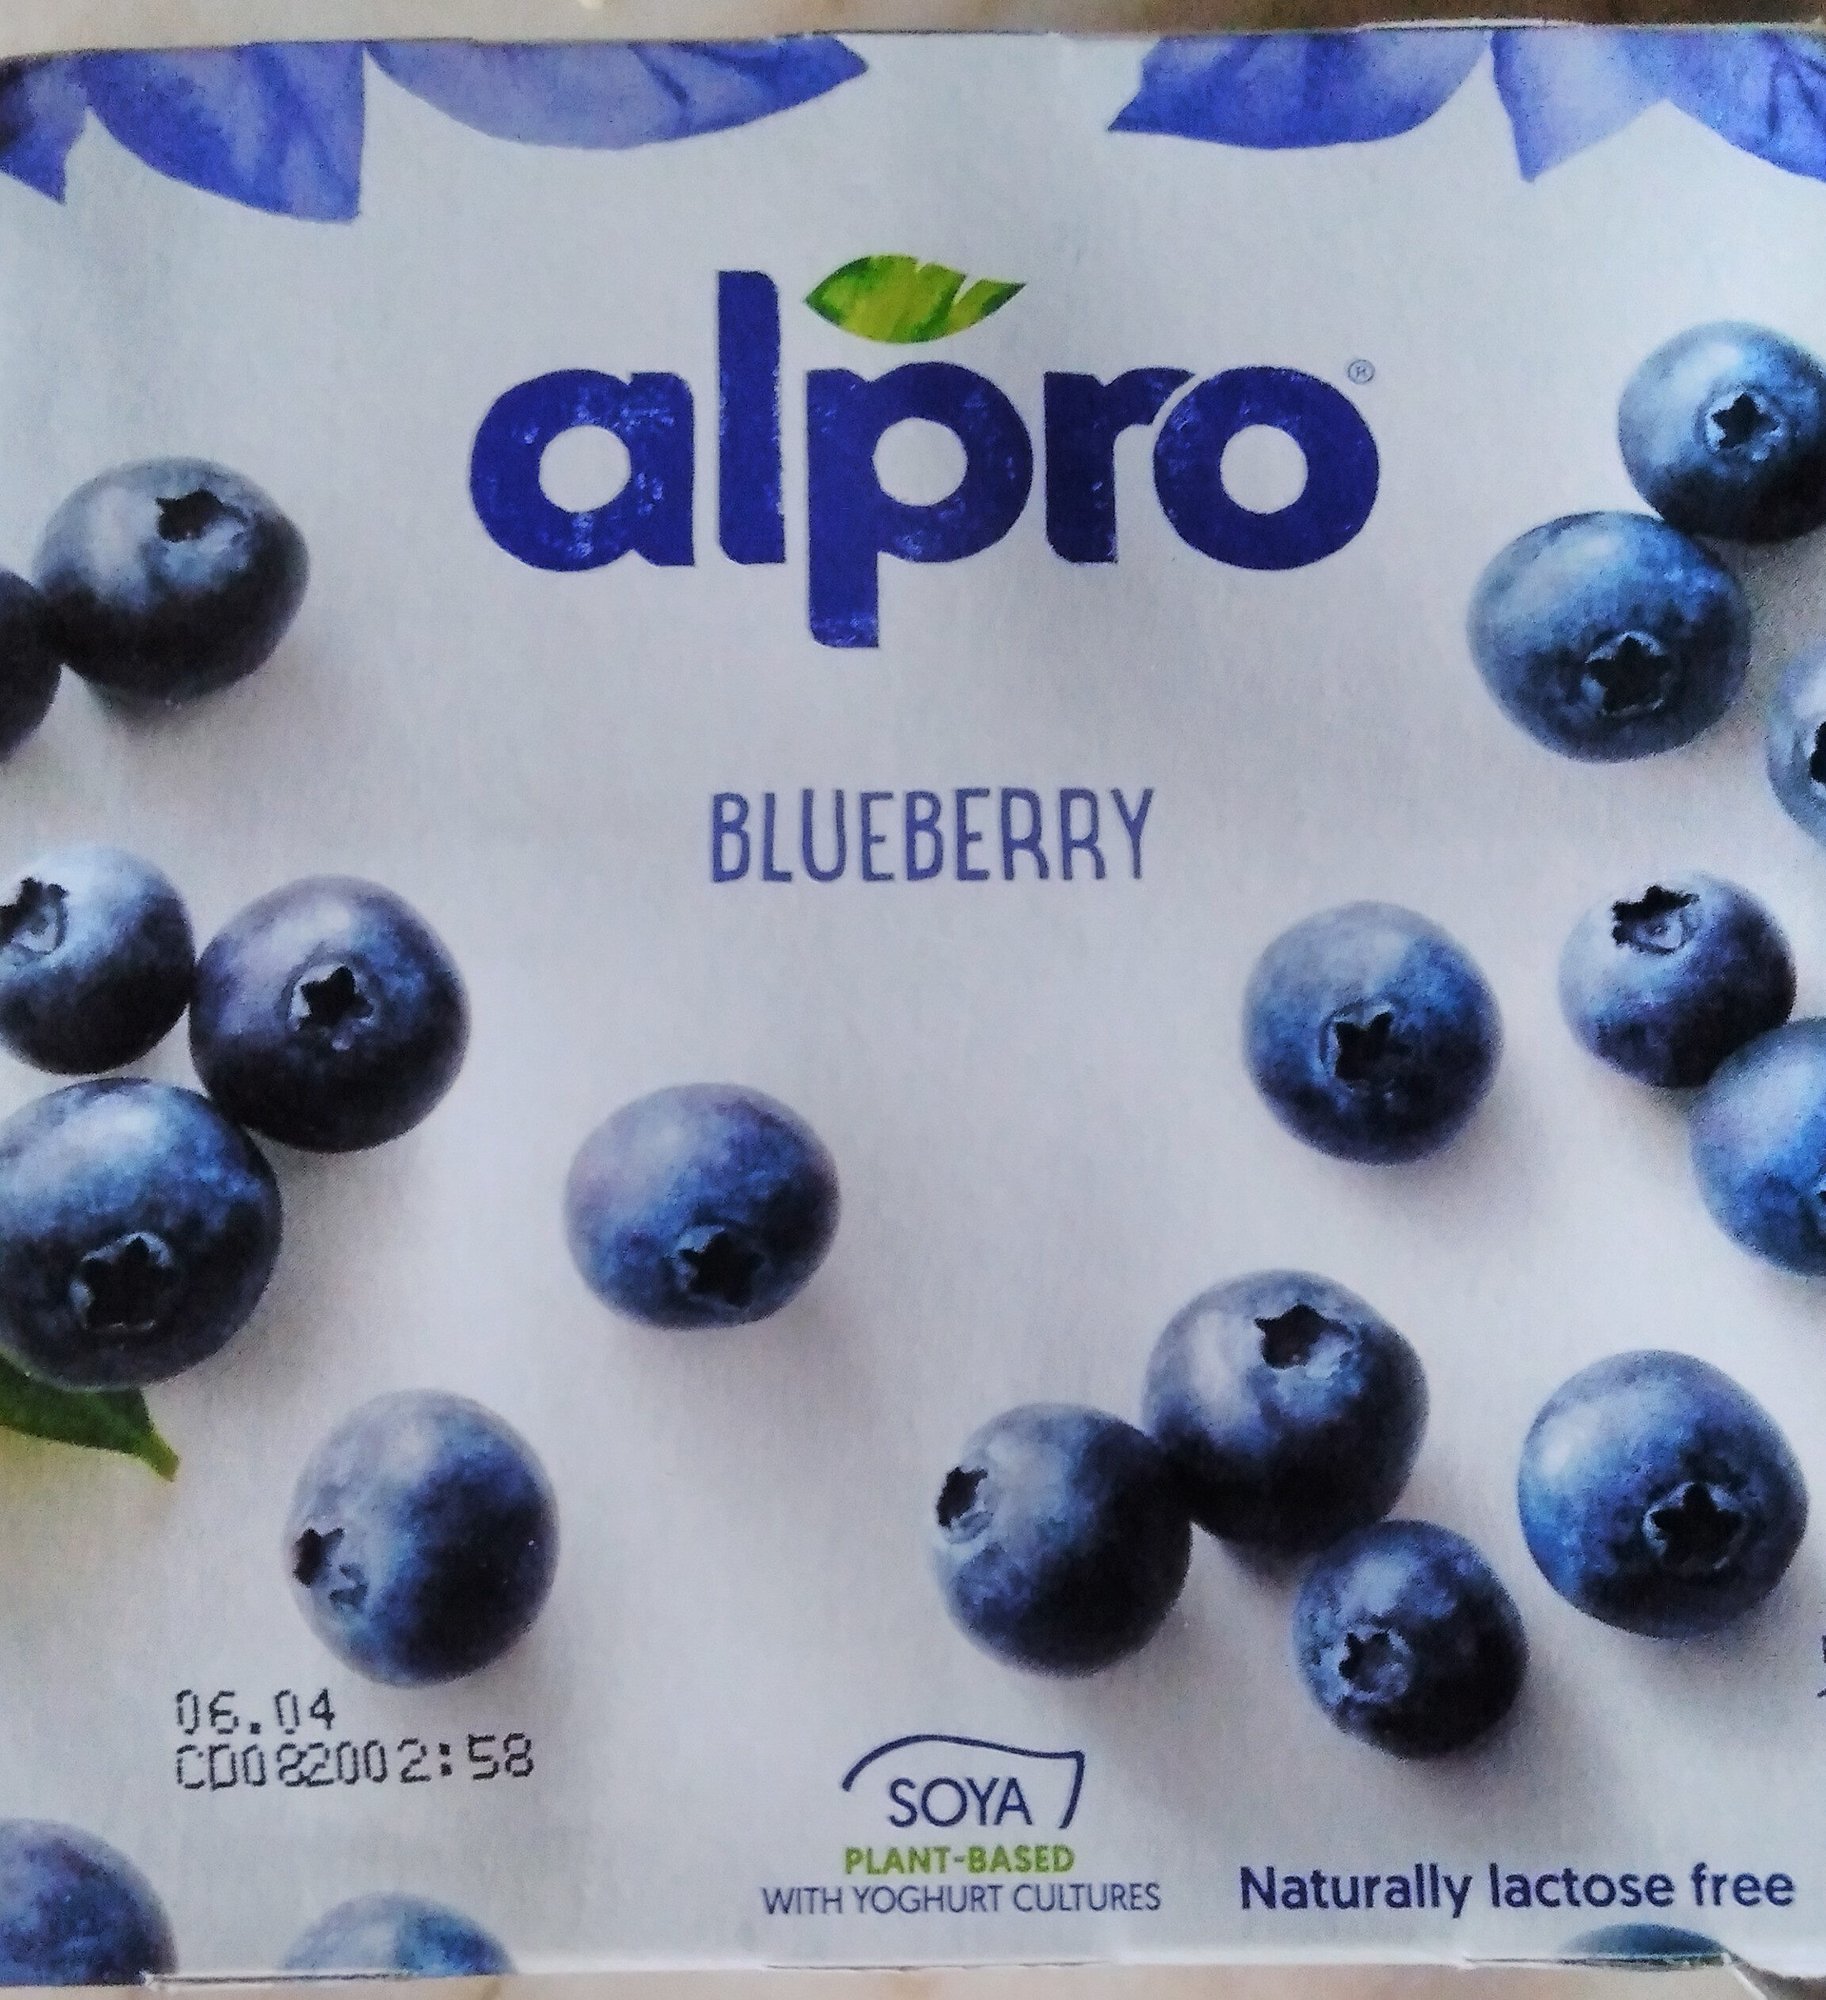 alpro®
BLUEBERRY
06.04
CD082002:58
SOYA
PLANT-BASED
WITH YOGHURT CULTURES
Naturally lactose free